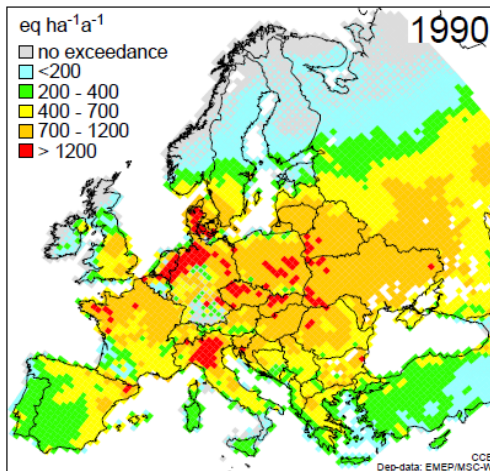 eq ha-1a-1
1990
no exceedance
<200
200 - 400
400 - 700
700 - 1200
> 1200
CCE
Dep-data: EMEP/MSC-W